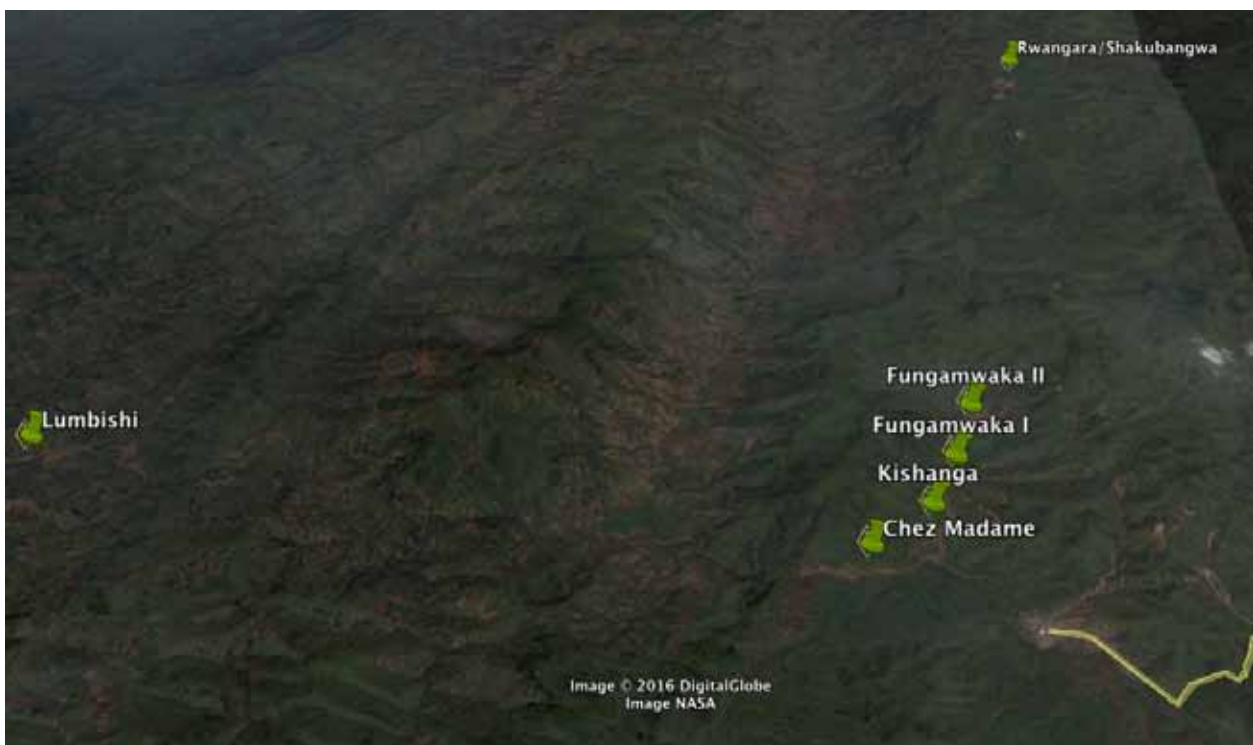 Rwangara/Shakubangwa
Fungamwaka II
Lumbishi
Fungamwaka I
Kishanga
Chez Madame
Image © 2016 DigitalGlobe
Image NASA